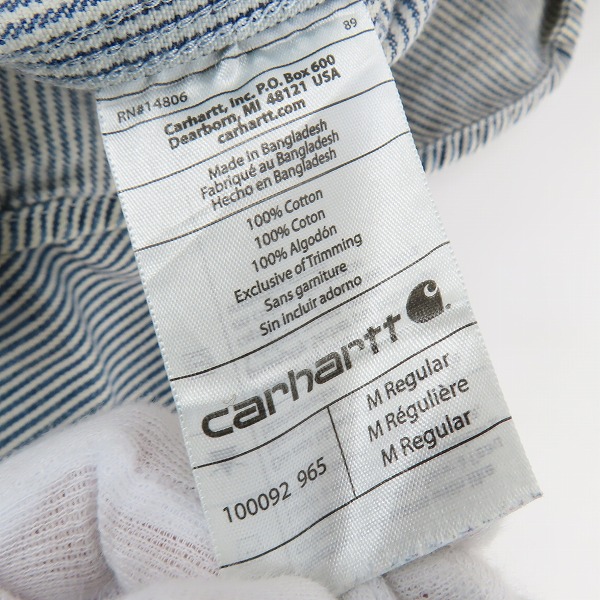 RN#14806
89
Carhartt, Inc. P.O. Box 600
Dearborn, MI 48121 USA
carhartt.com
Made in Bangladesh
Fabriqué au Bangladesh
Hecho en Bangladesh
100% Cotton
100% Coton
100% Algodón
Exclusive of Trimming
Sans garniture
Sin incluir adorno
carhartt
100092 965
M Regular
M Régulière
M Regular